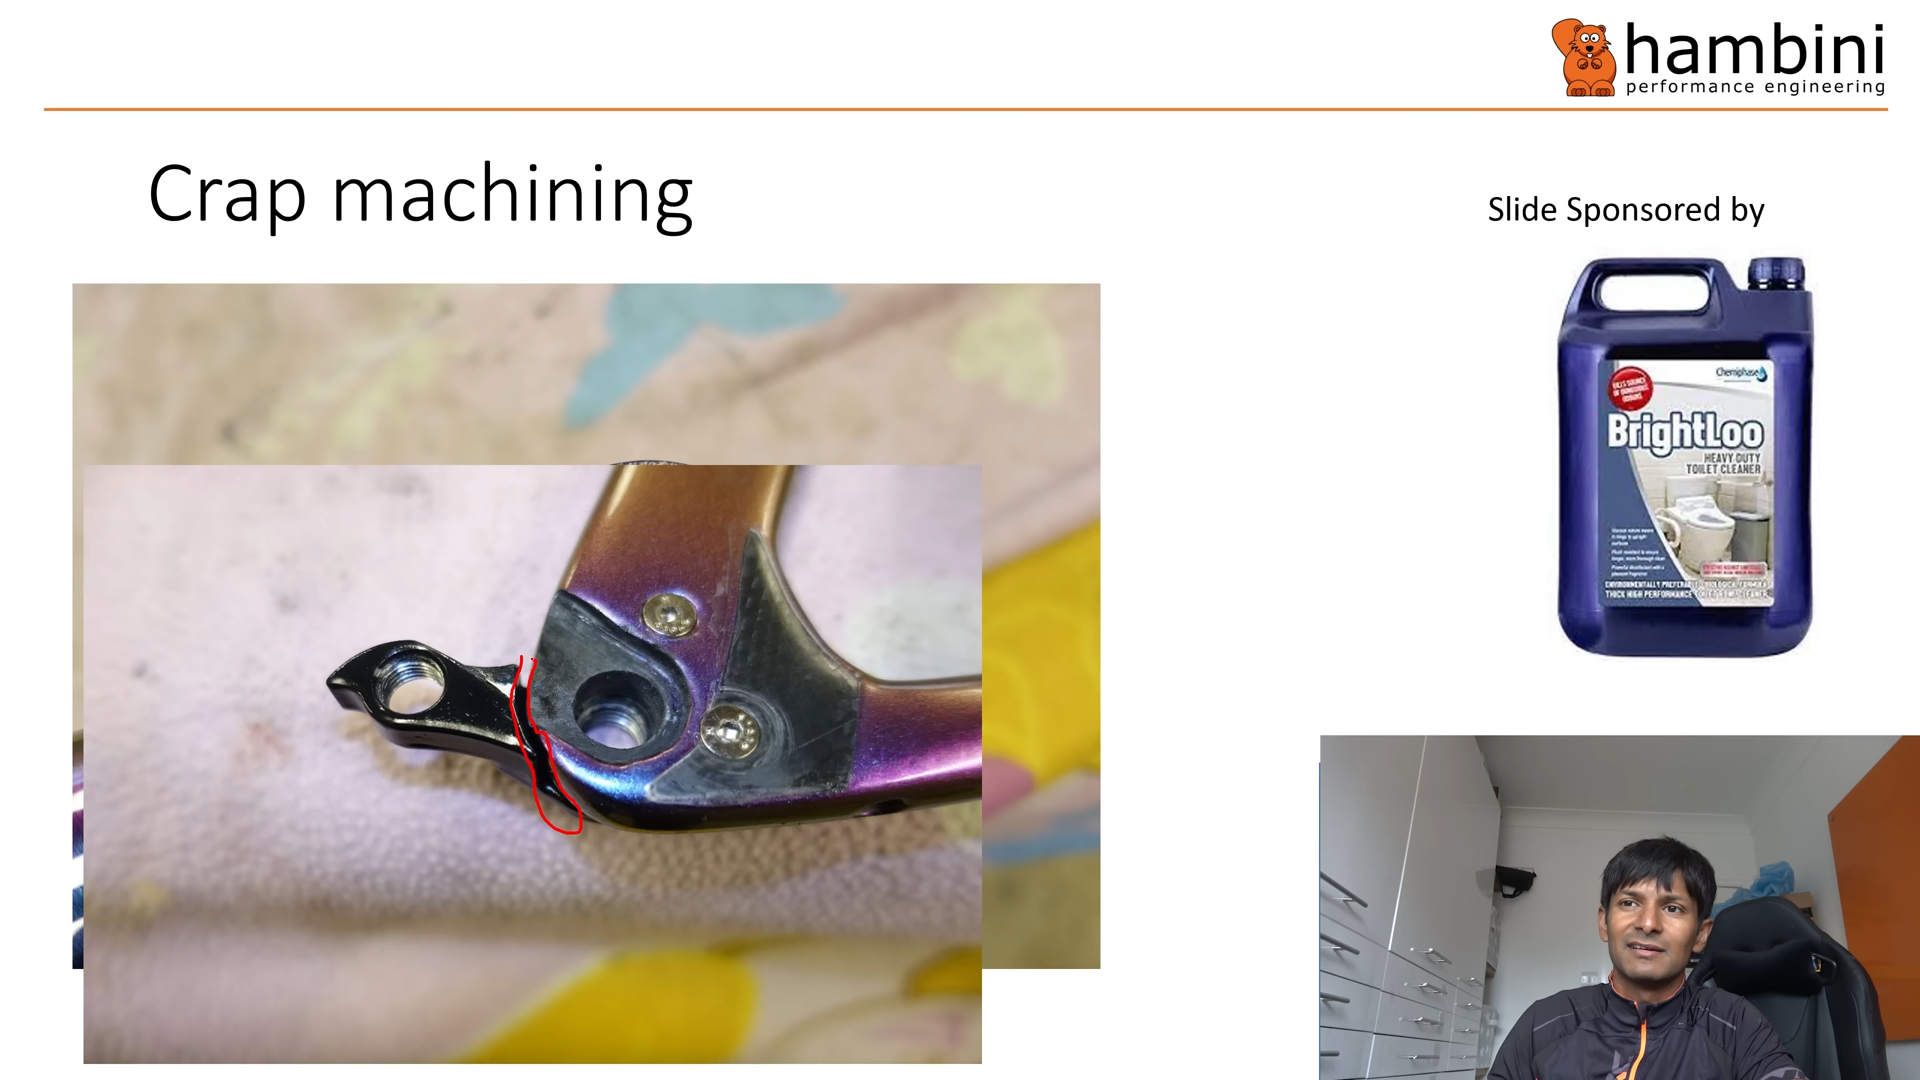 hambini
performance engineering
Crap machining
Slide Sponsored by
Chemiphase
BrightLoo
HEAVY DUTY
TOILET CLEANER